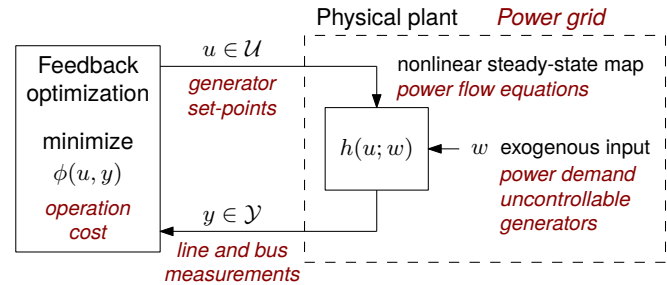 Physical plant Power grid
Feedback
optimization
minimize
ϕ(u, y)
operation
cost
u ∈ 𝒰
generator
set-points
nonlinear steady-state map
power flow equations
h(u; w)
w exogenous input
power demand
uncontrollable
generators
y ∈ 𝒴
line and bus
measurements